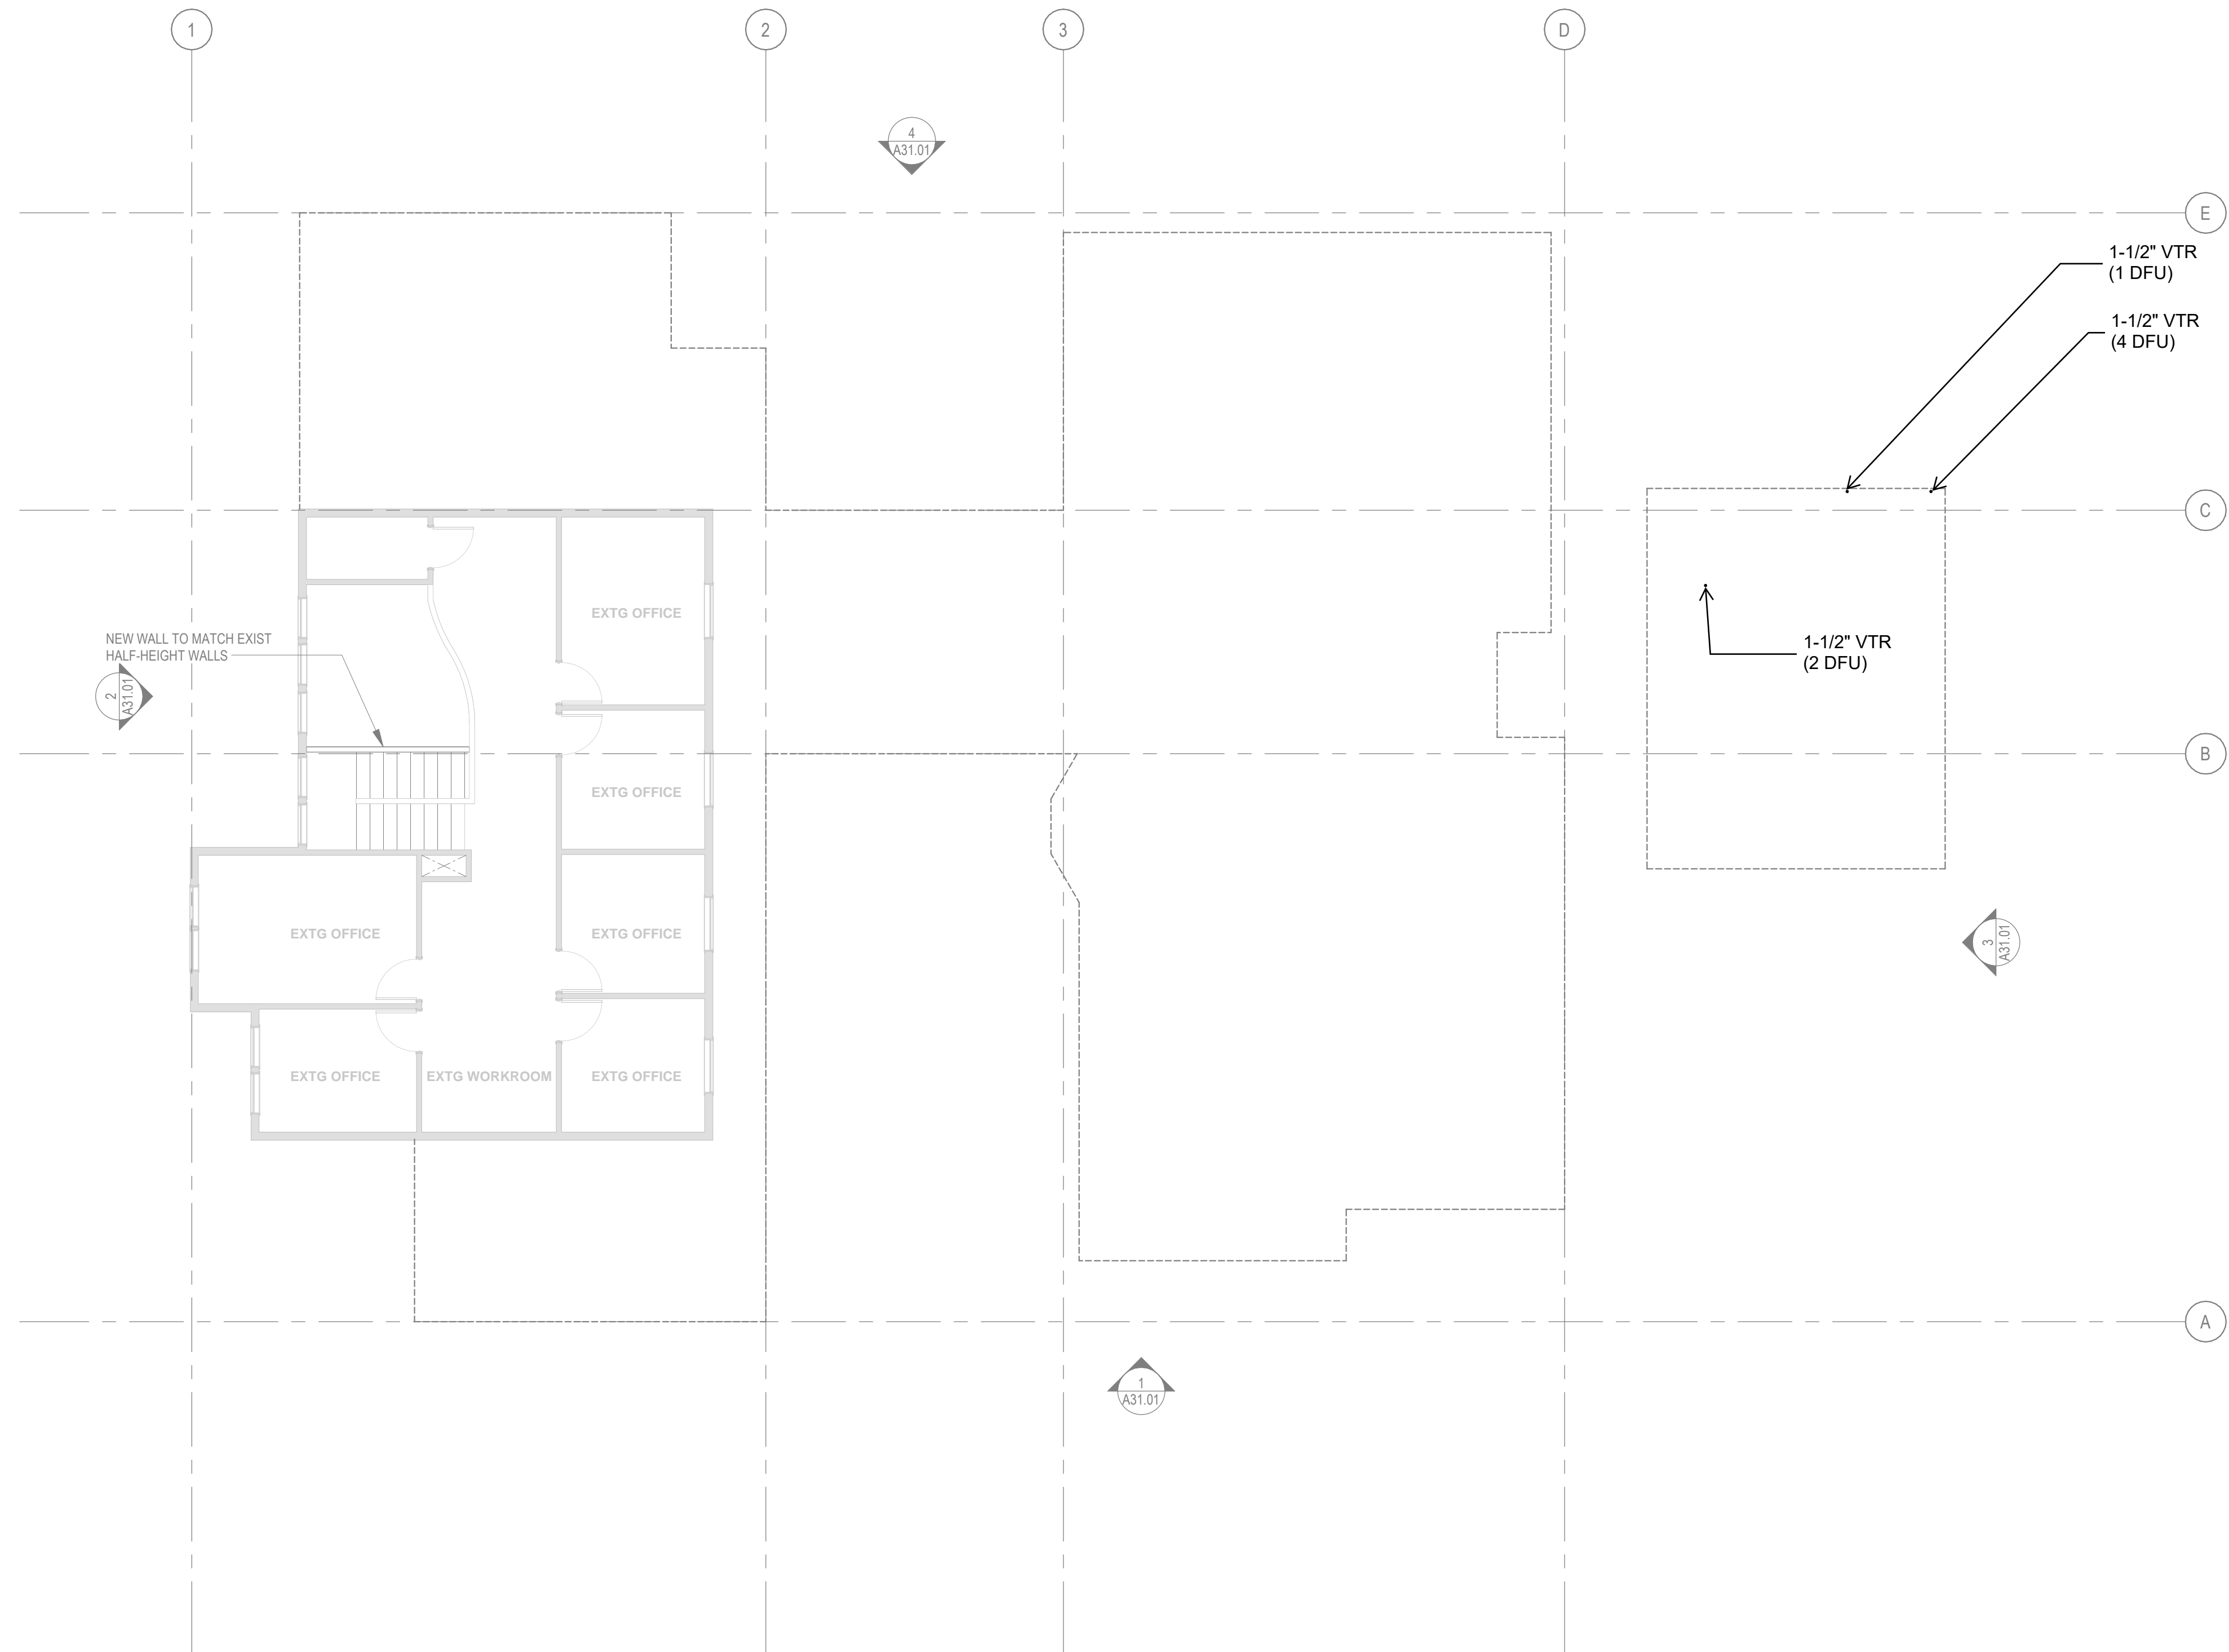 1
2
3
D
4
A31.01
E
1-1/2" VTR
(1 DFU)
1-1/2" VTR
(4 DFU)
C
EXTG OFFICE
NEW WALL TO MATCH EXIST
HALF-HEIGHT WALLS
1-1/2" VTR
(2 DFU)
2
A31.01
B
EXTG OFFICE
EXTG OFFICE
EXTG OFFICE
3
A31.01
EXTG OFFICE
EXTG WORKROOM
EXTG OFFICE
A
1
A31.01